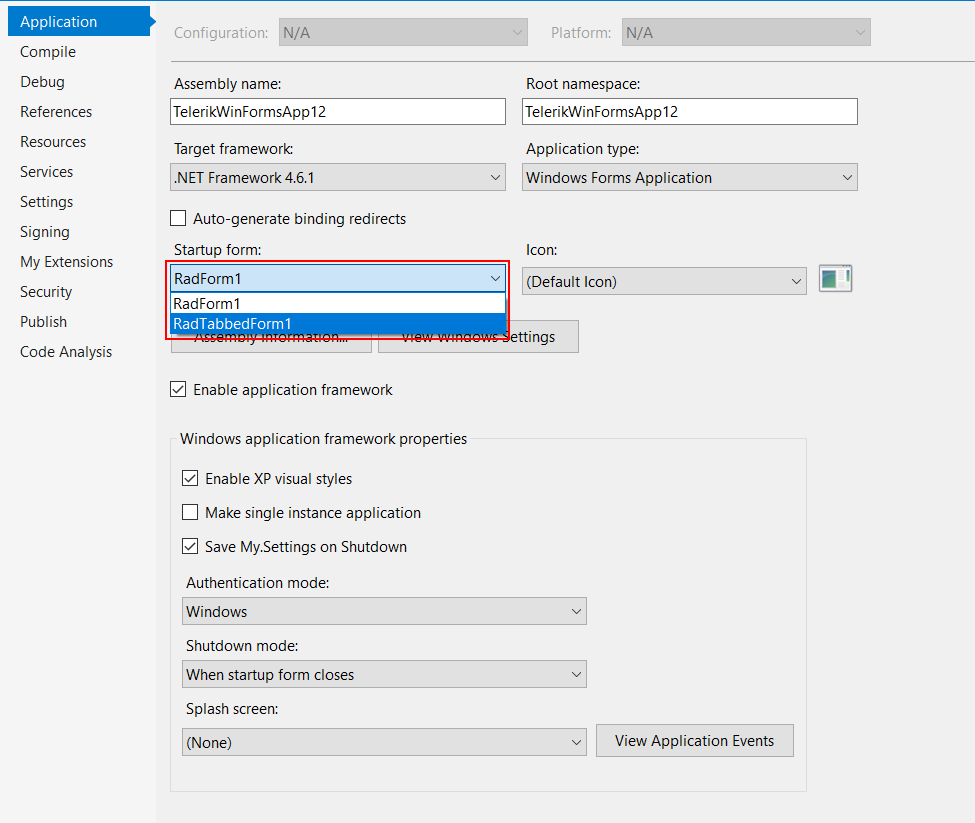 Application
Compile
Debug
References
Resources
Services
Settings
Signing
My Extensions
Security
Publish
Code Analysis
Configuration: N/A Platform: N/A
Assembly name: Root namespace:
TelerikWinFormsApp12 TelerikWinFormsApp12
Target framework: Application type:
.NET Framework 4.6.1 Windows Forms Application
Auto-generate binding redirects
Startup form: Icon:
RadForm1 (Default Icon)
RadForm1
RadTabbedForm1
Assembly Information... View Windows Settings
Enable application framework
Windows application framework properties
Enable XP visual styles
Make single instance application
Save My.Settings on Shutdown
Authentication mode:
Windows
Shutdown mode:
When startup form closes
Splash screen:
(None) View Application Events